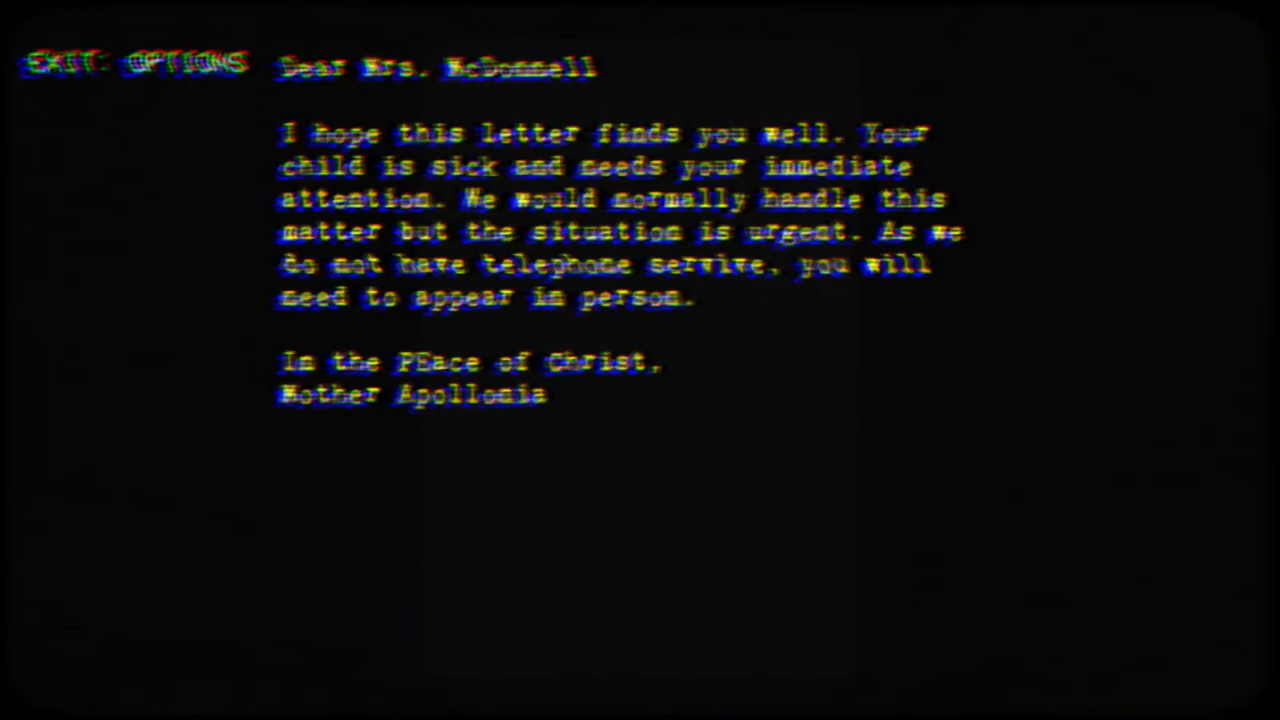 EXIT: OPTIONS
Dear Mrs. McDonnell
I hope this letter finds you well. Your
child is sick and needs your immediate
attention. We would normally handle this
matter but the situation is urgent. As we
do not have telephone servive, you will
need to appear in person.
In the PEace of Christ,
Mother Apollonia